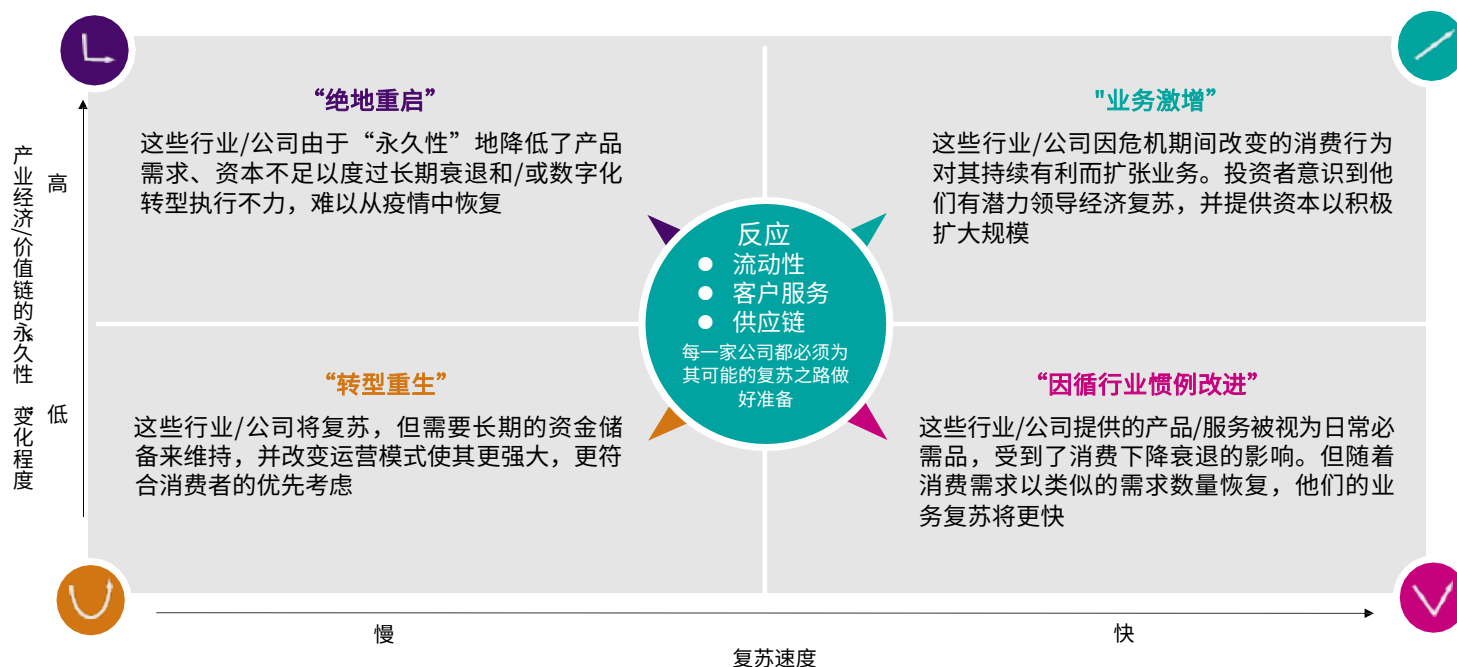 “绝地重启”
这些行业/公司由于“永久性”地降低了产品
需求、资本不足以度过长期衰退和/或数字化
转型执行不力，难以从疫情中恢复
"业务激增”
这些行业/公司因危机期间改变的消费行为
对其持续有利而扩张业务。投资者意识到他
们有潜力领导经济复苏，并提供资本以积极
扩大规模
产业经济/价值链的永久性 变化程度
高
低
反应
● 流动性
● 客户服务
● 供应链
每一家公司都必须为
其可能的复苏之路做
好准备
“转型重生”
这些行业/公司将复苏，但需要长期的资金储
备来维持，并改变运营模式使其更强大，更符
合消费者的优先考虑
“因循行业惯例改进”
这些行业/公司提供的产品/服务被视为日常必
需品，受到了消费下降衰退的影响。但随着
消费需求以类似的需求数量恢复，他们的业
务复苏将更快
慢
快
复苏速度